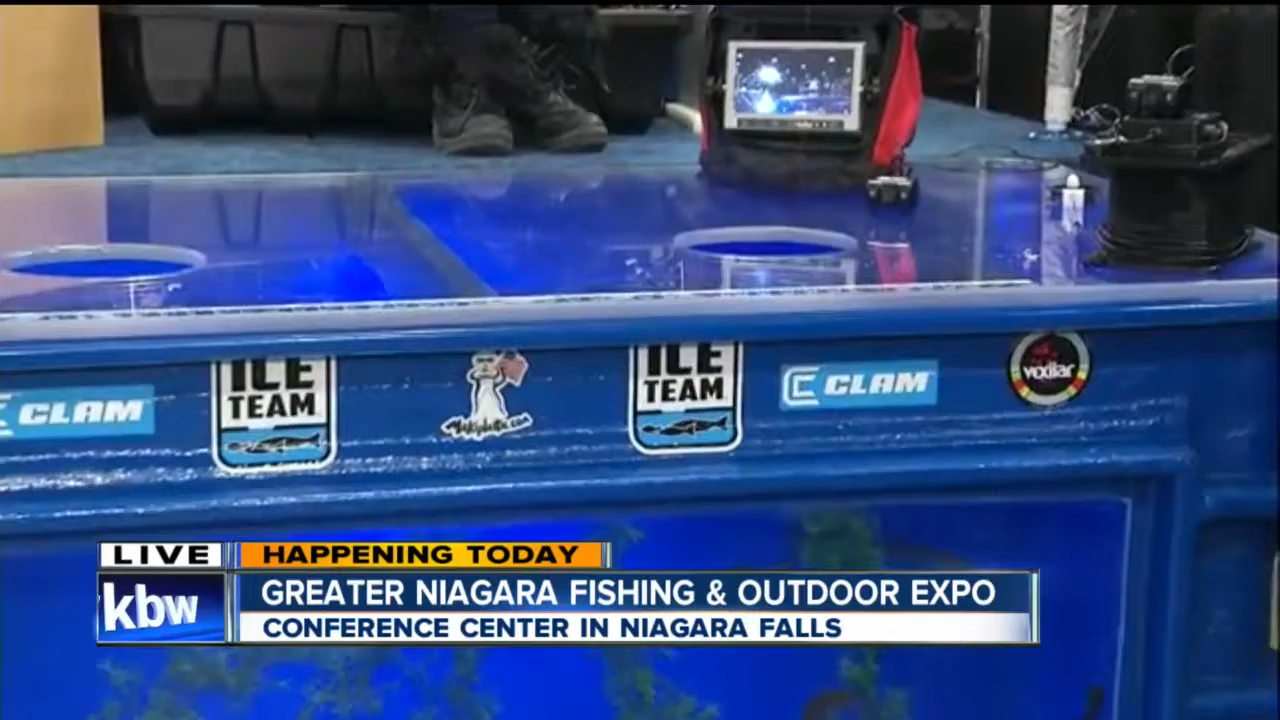 CLAM
ICE
TEAM
ICE
TEAM
C CLAM
vexilar
LIVE
HAPPENING TODAY
kbw
GREATER NIAGARA FISHING & OUTDOOR EXPO
CONFERENCE CENTER IN NIAGARA FALLS